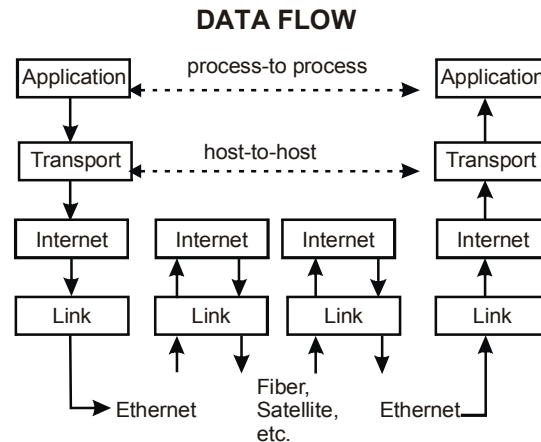 DATA FLOW
Application
process-to process
Application
Transport
host-to-host
Transport
Internet
Internet
Internet
Internet
Link
Link
Link
Link
Ethernet
Fiber,
Satellite,
etc.
Ethernet